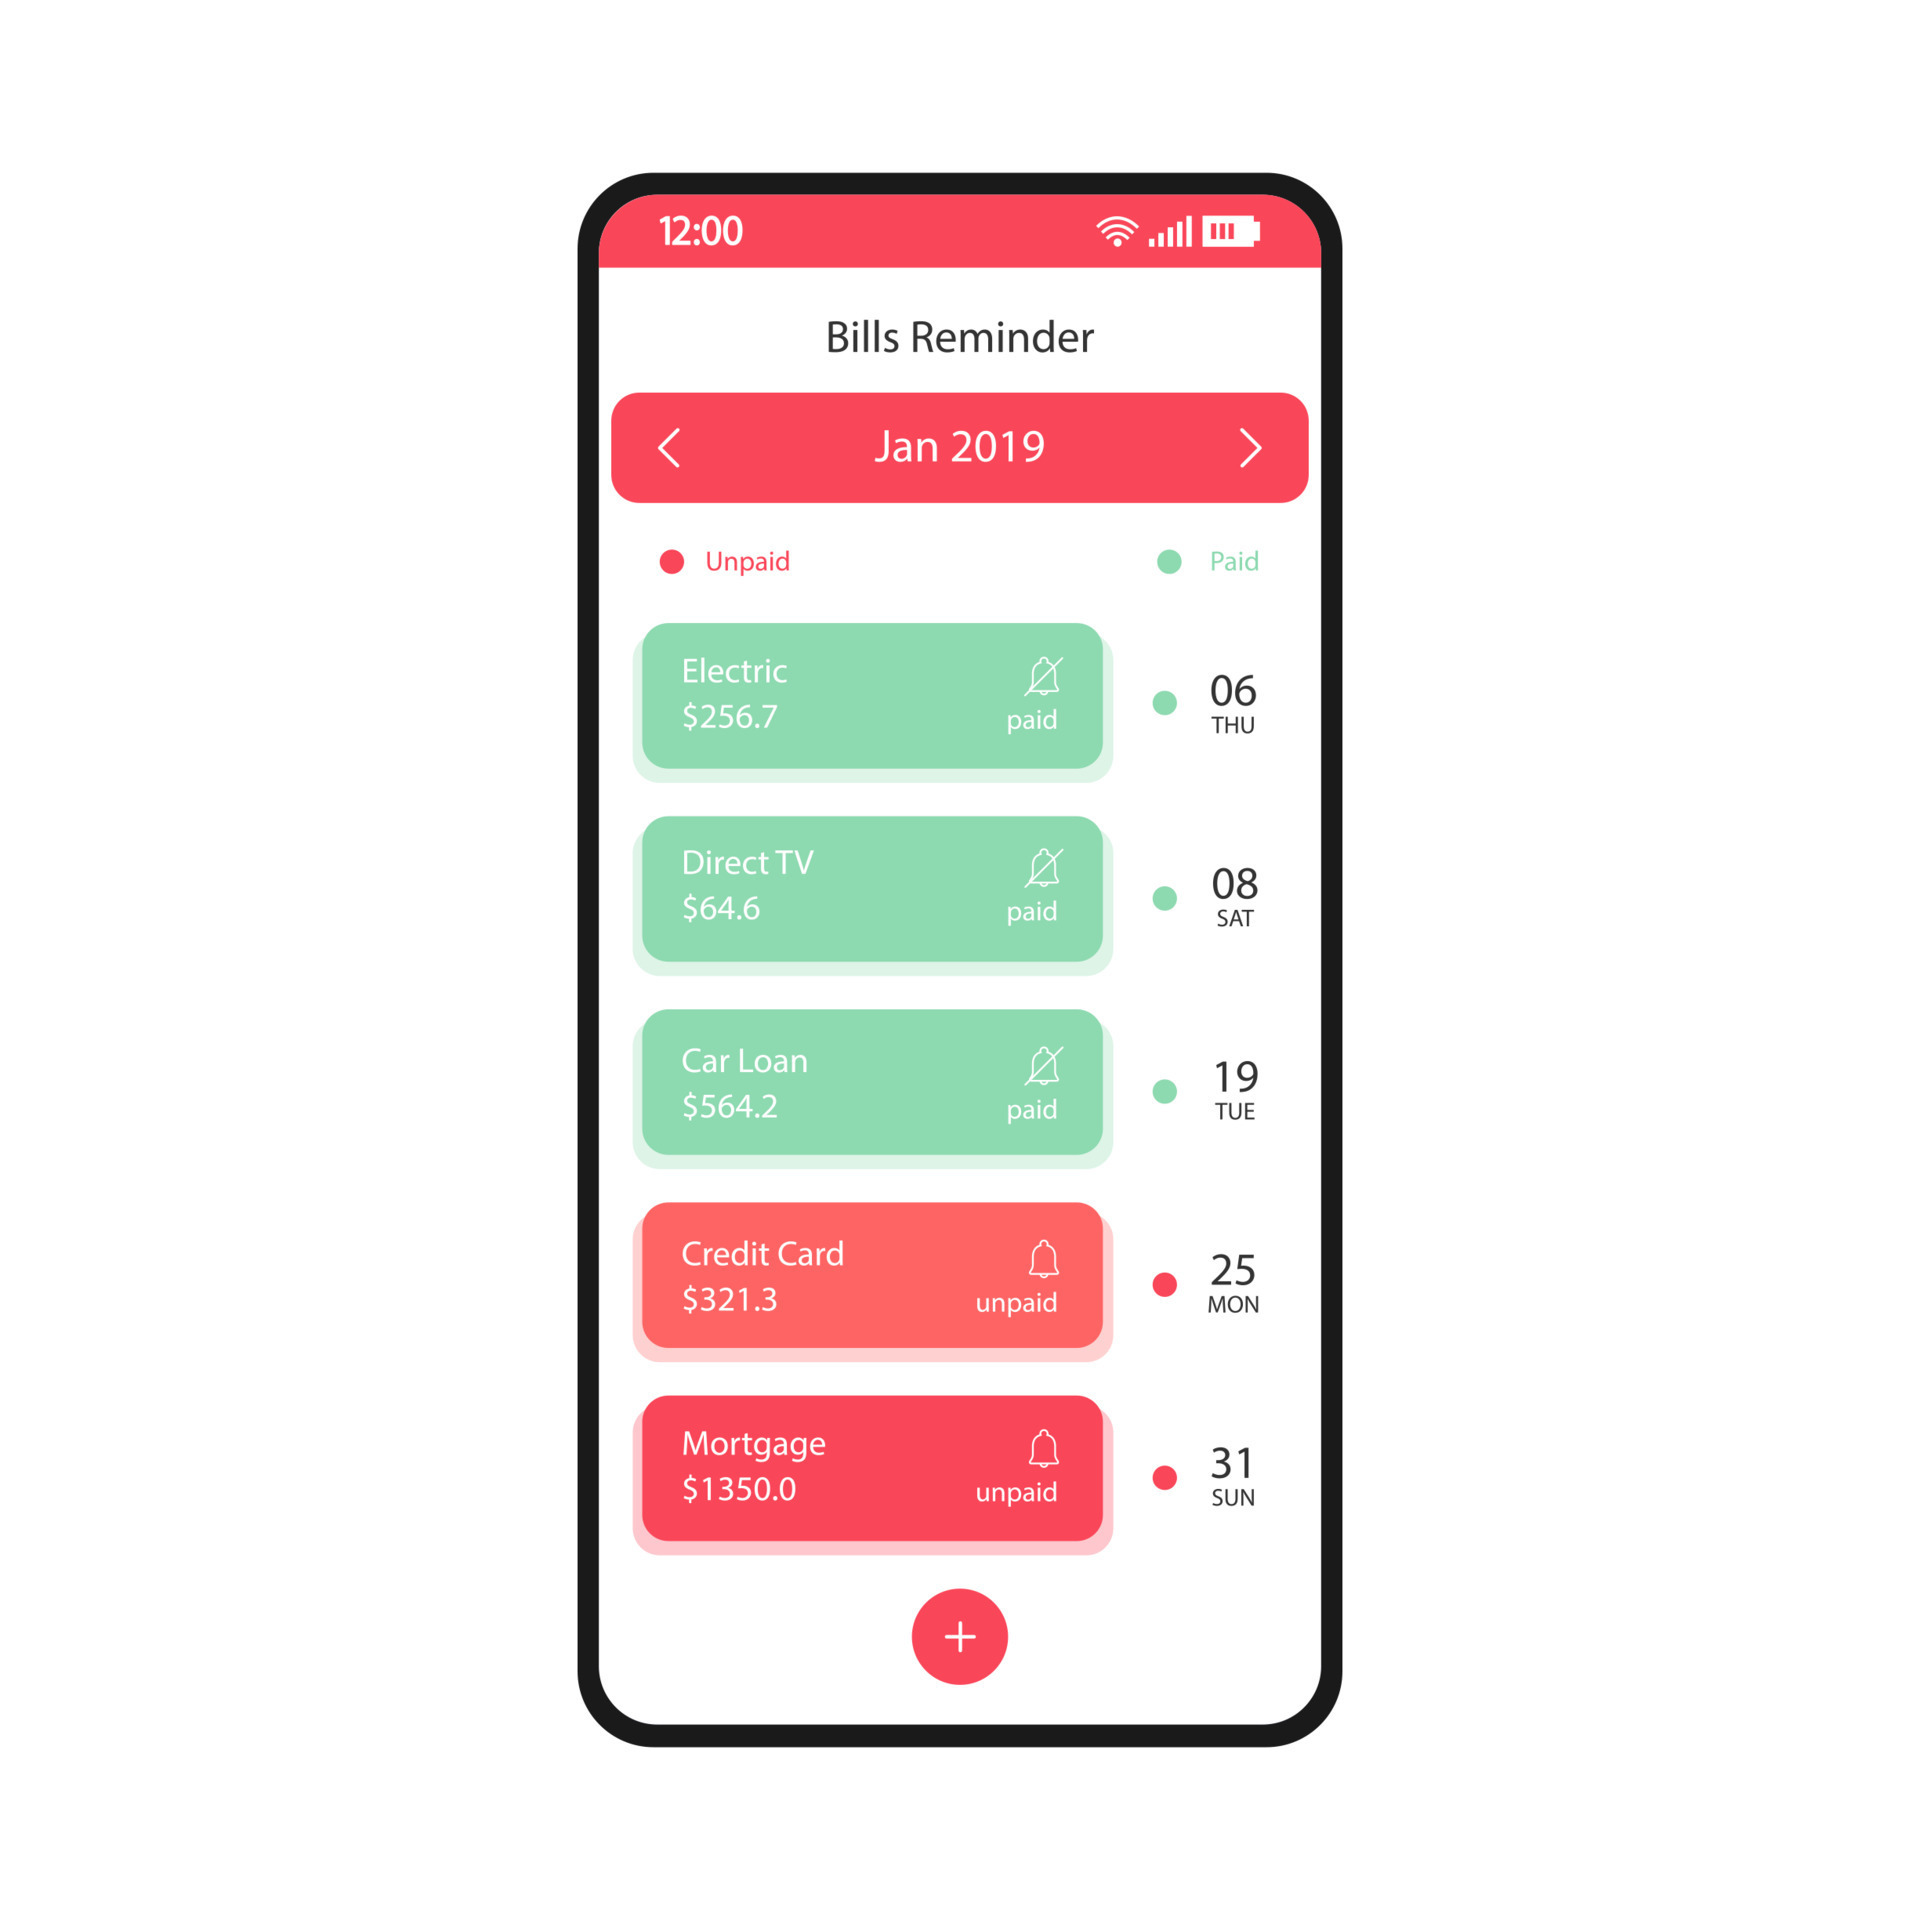 12:00
Bills Reminder
Jan 2019
Unpaid
Paid
Electric
$256.7
paid
06
THU
Direct TV
$64.6
paid
08
SAT
Car Loan
$564.2
paid
19
TUE
Credit Card
$321.3
unpaid
25
MON
Mortgage
$1350.0
unpaid
31
SUN